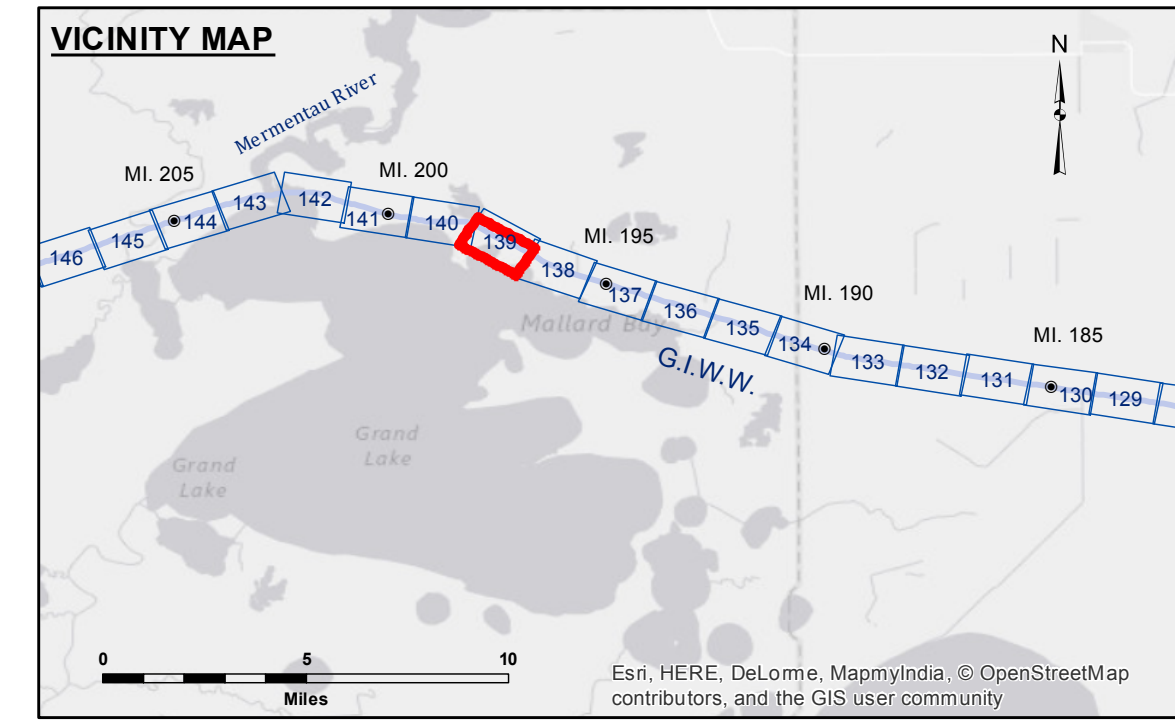 VICINITY MAP
N
Mermentau River
MI. 205
MI. 200
MI. 195
MI. 190
MI. 185
146
145
144
143
142
141
140
139
138
137
136
135
134
133
132
131
130
129
Mallard Bay
G.I.W.W.
Grand
Lake
Grand
Lake
0 5 10
Miles
Esri, HERE, DeLorme, MapmyIndia, © OpenStreetMap
contributors, and the GIS user community